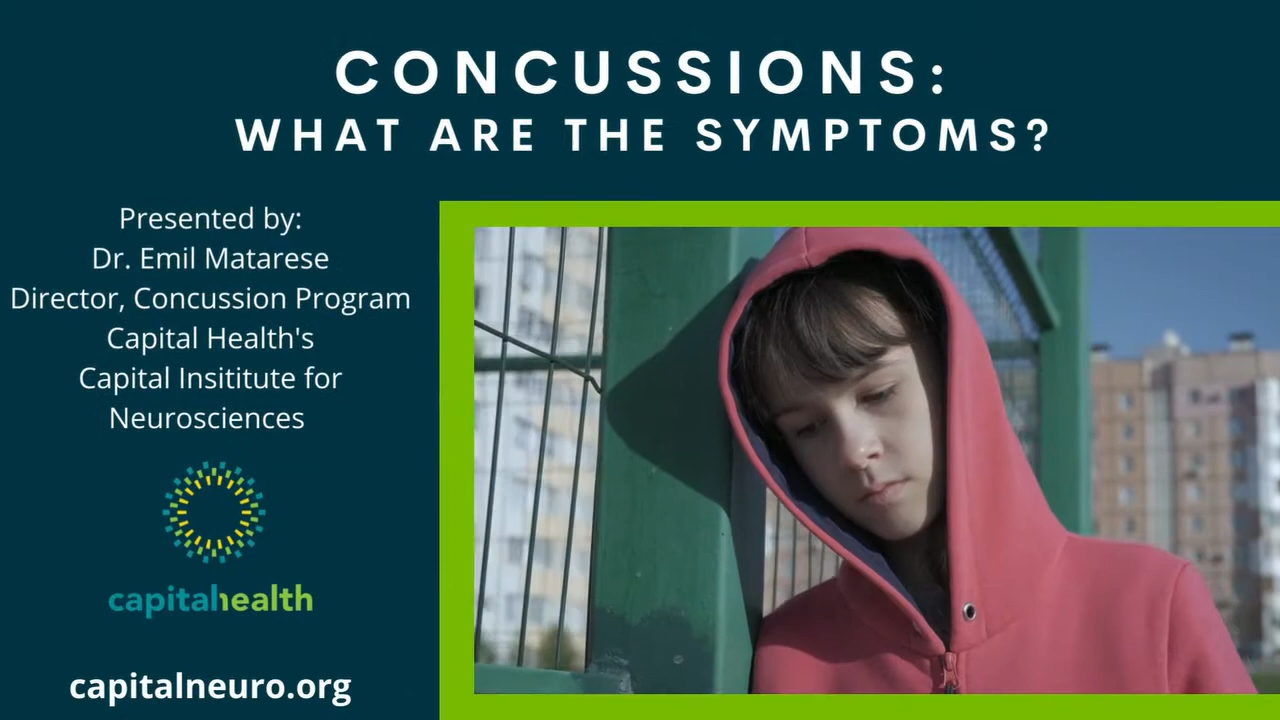 CONCUSSIONS:
WHAT ARE THE SYMPTOMS?
Presented by:
Dr. Emil Matarese
Director, Concussion Program
Capital Health's
Capital Insititute for
Neurosciences
capitalhealth
capitalneuro.org